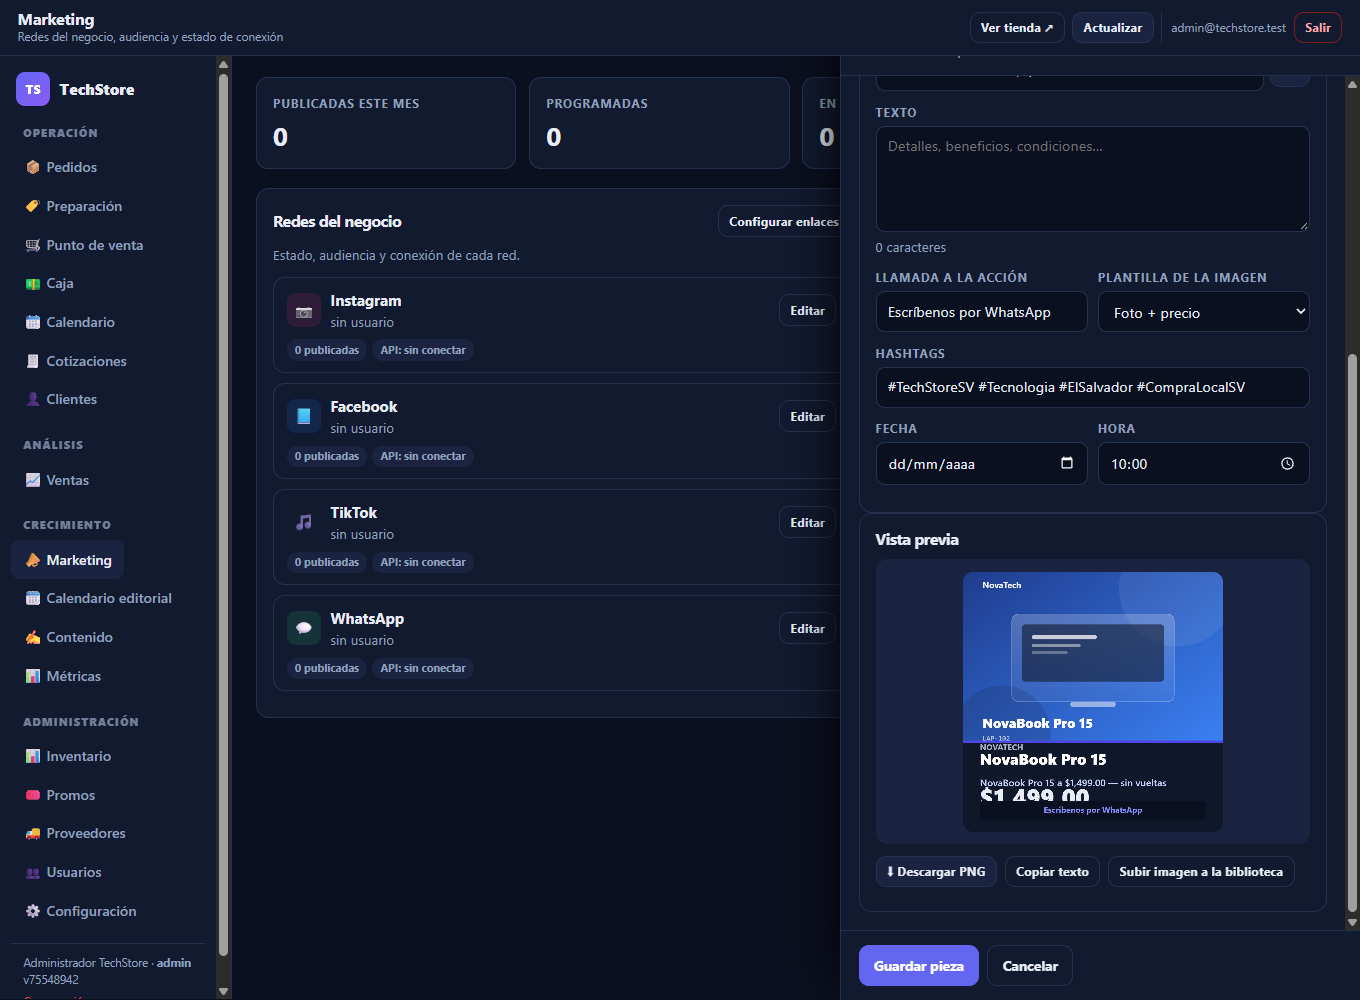 Marketing
Redes del negocio, audiencia y estado de conexión
Ver tienda ↗
Actualizar
admin@techstore.test
Salir
TS
TechStore
OPERACIÓN
Pedidos
Preparación
Punto de venta
Caja
Calendario
Cotizaciones
Clientes
ANÁLISIS
Ventas
CRECIMIENTO
Marketing
Calendario editorial
Contenido
Métricas
ADMINISTRACIÓN
Inventario
Promos
Proveedores
Usuarios
Configuración
Administrador TechStore · admin
v75548942
PUBLICADAS ESTE MES
0
PROGRAMADAS
0
EN
0
Redes del negocio
Configurar enlaces
Estado, audiencia y conexión de cada red.
Instagram
sin usuario
Editar
0 publicadas
API: sin conectar
Facebook
sin usuario
Editar
0 publicadas
API: sin conectar
TikTok
sin usuario
Editar
0 publicadas
API: sin conectar
WhatsApp
sin usuario
Editar
0 publicadas
API: sin conectar
TEXTO
Detalles, beneficios, condiciones...
0 caracteres
LLAMADA A LA ACCIÓN
PLANTILLA DE LA IMAGEN
Escríbenos por WhatsApp
Foto + precio
HASHTAGS
#TechStoreSV #Tecnologia #ElSalvador #CompraLocalSV
FECHA
HORA
dd/mm/aaaa
10:00
Vista previa
NovaTech
NovaBook Pro 15
LAP-102
NOVATECH
NovaBook Pro 15
NovaBook Pro 15 a $1,499.00 — sin vueltas
$1,499.00
Escríbenos por WhatsApp
⬇ Descargar PNG
Copiar texto
Subir imagen a la biblioteca
Guardar pieza
Cancelar